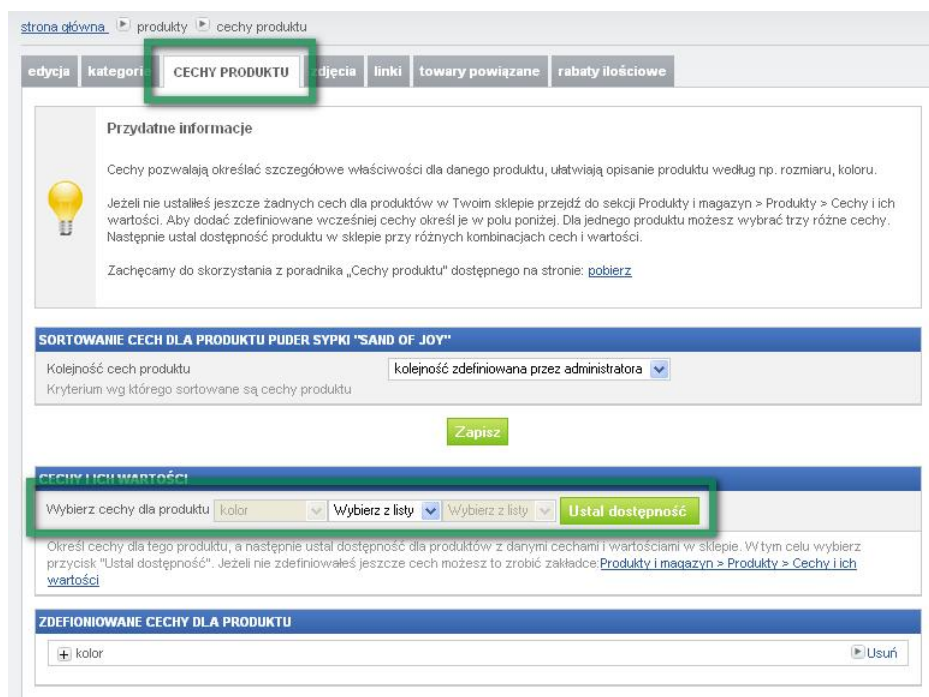 strona główna produkty cechy produktu
edycja kategorie CECHY PRODUKTU zdjęcia linki towary powiązane rabaty ilościowe
Przydatne informacje
Cechy pozwalają określać szczegółowe właściwości dla danego produktu, ułatwiają opisanie produktu według np. rozmiaru, koloru.
Jeżeli nie ustaliłeś jeszcze żadnych cech dla produktów w Twoim sklepie przejdź do sekcji Produkty i magazyn > Produkty > Cechy i ich
wartości. Aby dodać zdefiniowane wcześniej cechy określ je w polu poniżej. Dla jednego produktu możesz wybrać trzy różne cechy.
Następnie ustal dostępność produktu w sklepie przy różnych kombinacjach cech i wartości.
Zachęcamy do skorzystania z poradnika „Cechy produktu" dostępnego na stronie: pobierz
SORTOWANIE CECH DLA PRODUKTU PUDER SYPKI "SAND OF JOY"
Kolejność cech produktu kolejność zdefiniowana przez administratora
Kryterium wg którego sortowane są cechy produktu
Zapisz
CECHY I ICH WARTOŚCI
Wybierz cechy dla produktu kolor Wybierz z listy Wybierz z listy Ustal dostępność
Określ cechy dla tego produktu, a następnie ustal dostępność dla produktów z danymi cechami i wartościami w sklepie. W tym celu wybierz
przycisk "Ustal dostępność". Jeżeli nie zdefiniowałeś jeszcze cech możesz to zrobić zakładce:Produkty i magazyn > Produkty > Cechy i ich
wartości
ZDEFIONIOWANE CECHY DLA PRODUKTU
kolor Usuń